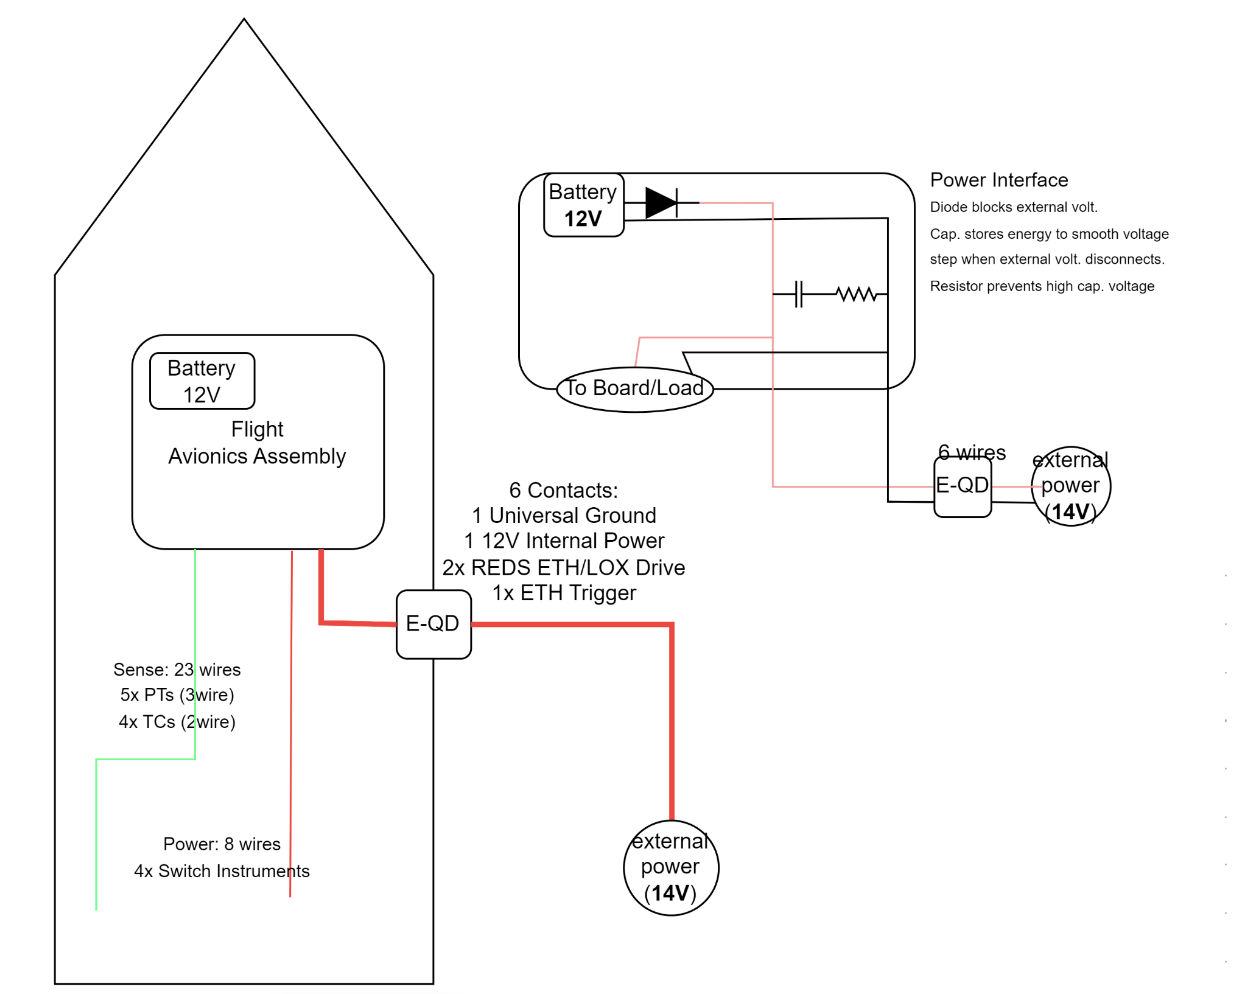 Battery
12V
Flight
Avionics Assembly
Sense: 23 wires
5x PTs (3wire)
4x TCs (2wire)
Power: 8 wires
4x Switch Instruments
E-QD
6 Contacts:
1 Universal Ground
1 12V Internal Power
2x REDS ETH/LOX Drive
1x ETH Trigger
external
power
(14V)
Battery
12V
To Board/Load
Power Interface
Diode blocks external volt.
Cap. stores energy to smooth voltage
step when external volt. disconnects.
Resistor prevents high cap. voltage
6 wires
E-QD
external
power
(14V)